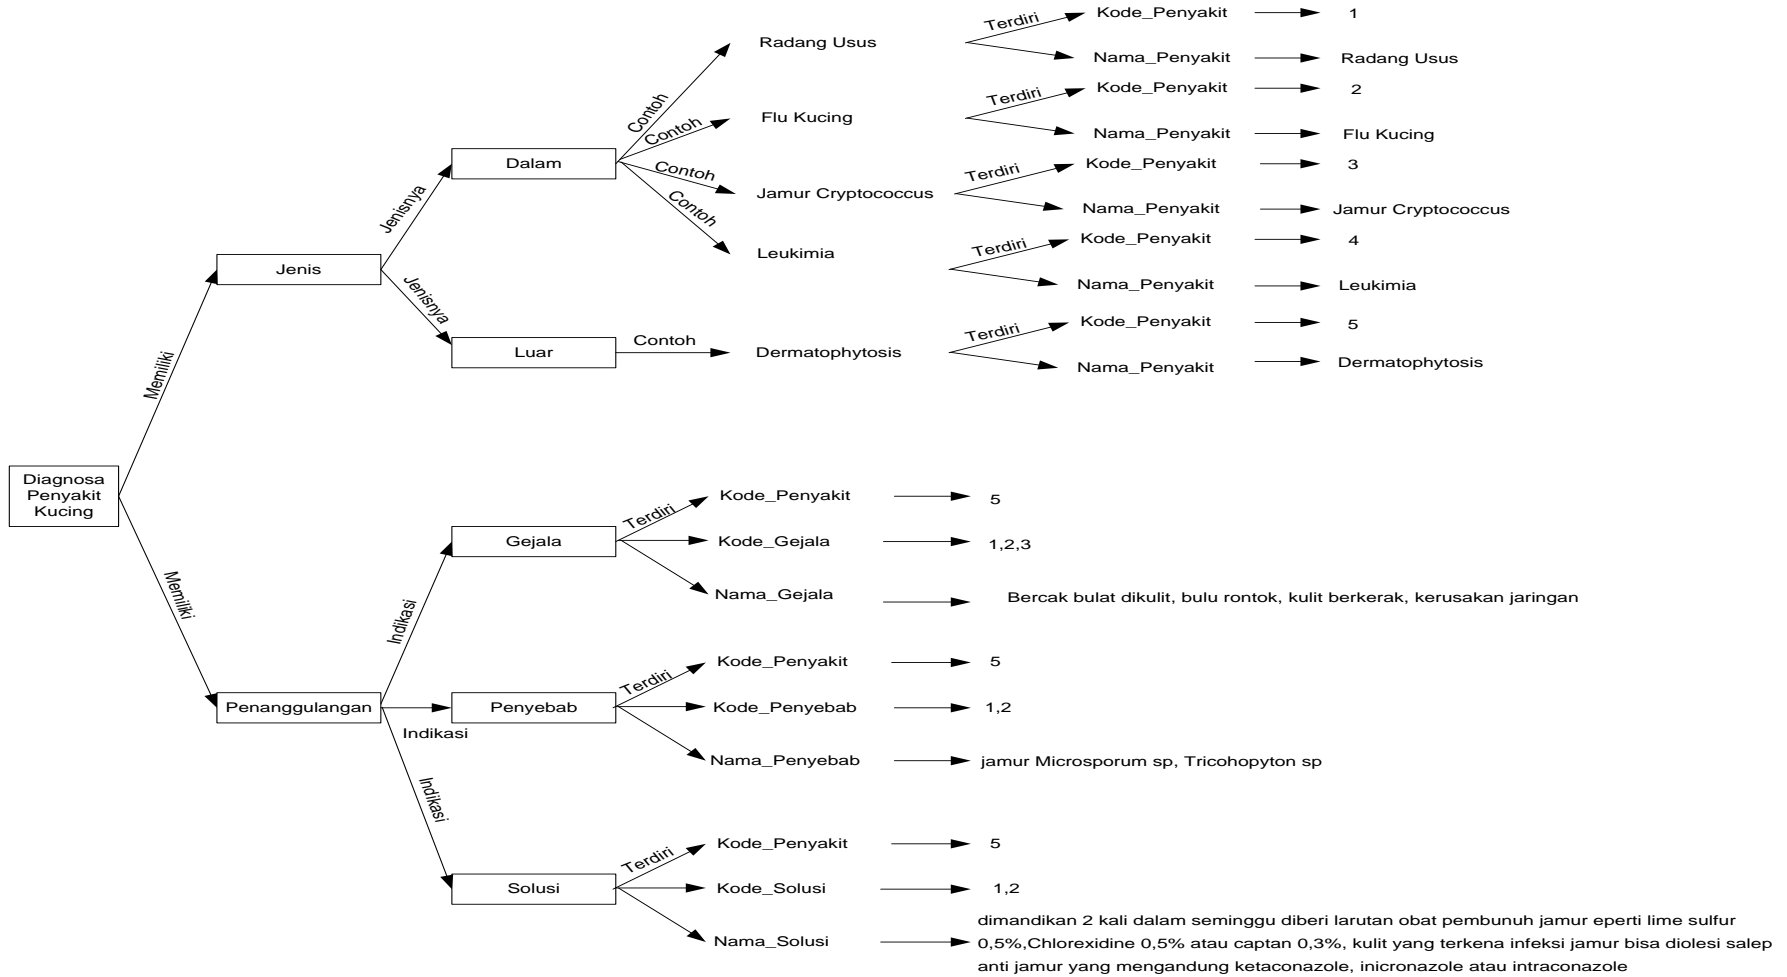 Diagnosa
Penyakit
Kucing
Memiliki
Memiliki
Jenis
Jenisnya
Jenisnya
Dalam
Contoh
Contoh
Contoh
Contoh
Radang Usus
Terdiri
Kode_Penyakit
1
Nama_Penyakit
Radang Usus
Flu Kucing
Terdiri
Kode_Penyakit
2
Nama_Penyakit
Flu Kucing
Jamur Cryptococcus
Terdiri
Kode_Penyakit
3
Nama_Penyakit
Jamur Cryptococcus
Leukimia
Terdiri
Kode_Penyakit
4
Nama_Penyakit
Leukimia
Luar
Contoh
Dermatophytosis
Terdiri
Kode_Penyakit
5
Nama_Penyakit
Dermatophytosis
Penanggulangan
Indikasi
Indikasi
Indikasi
Gejala
Terdiri
Kode_Penyakit
5
Kode_Gejala
1,2,3
Nama_Gejala
Bercak bulat dikulit, bulu rontok, kulit berkerak, kerusakan jaringan
Penyebab
Terdiri
Kode_Penyakit
5
Kode_Penyebab
1,2
Nama_Penyebab
jamur Microsporum sp, Tricohopyton sp
Solusi
Terdiri
Kode_Penyakit
5
Kode_Solusi
1,2
Nama_Solusi
dimandikan 2 kali dalam seminggu diberi larutan obat pembunuh jamur eperti lime sulfur
0,5%,Chlorexidine 0,5% atau captan 0,3%, kulit yang terkena infeksi jamur bisa diolesi salep
anti jamur yang mengandung ketaconazole, inicronazole atau intraconazole